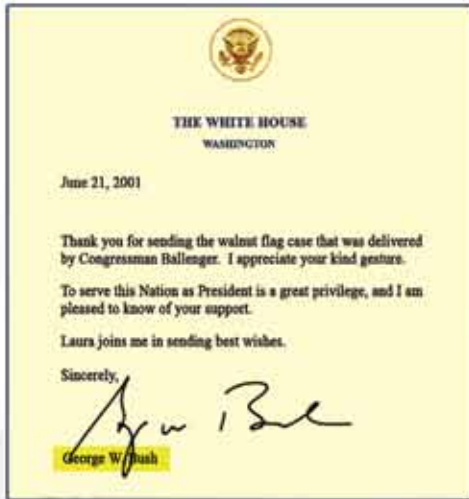 THE WHITE HOUSE
WASHINGTON
June 21, 2001
Thank you for sending the walnut flag case that was delivered
by Congressman Ballenger. I appreciate your kind gesture.
To serve this Nation as President is a great privilege, and I am
pleased to know of your support.
Laura joins me in sending best wishes.
Sincerely,
George W. Bush